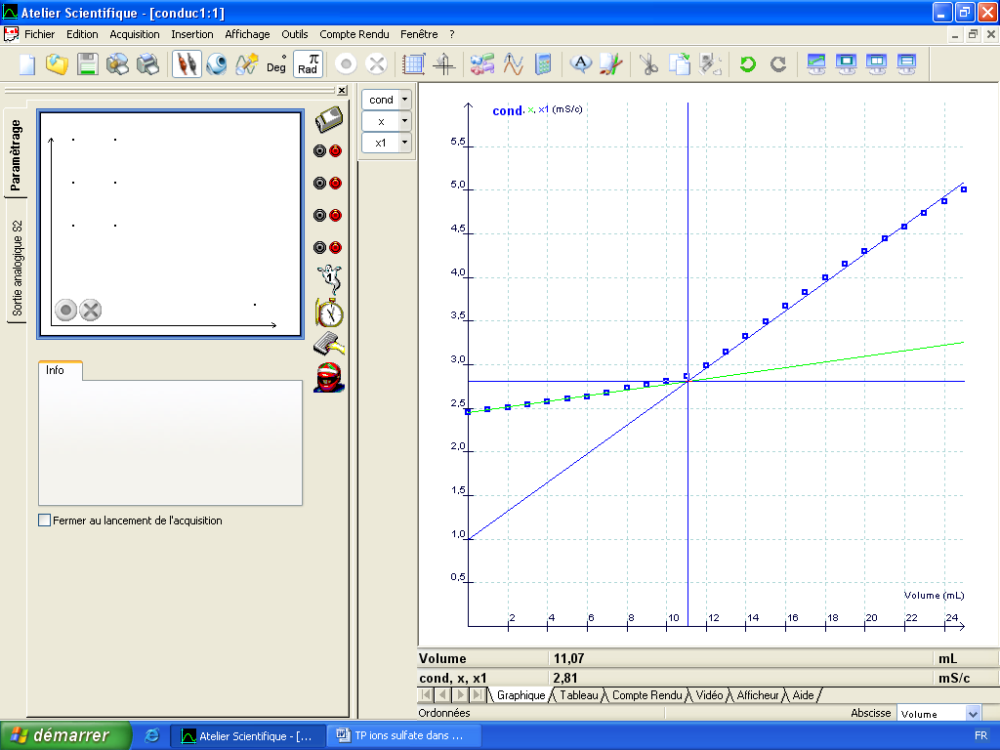 Atelier Scientifique - [conduc1:1]
Fichier Edition Acquisition Insertion Affichage Outils Compte Rendu Fenêtre ?
Deg π Rad
Paramètrage
Sortie analogique S2
1
Info
Fermer au lancement de l'acquisition
cond
x
x1
cond, x, x1 (mS/c)
5,5
5,0
4,5
4,0
3,5
3,0
2,5
2,0
1,5
1,0
0,5
Volume (mL)
2 4 6 8 10 12 14 16 18 20 22 24
Volume 11,07 mL
cond, x, x1 2,81 mS/c
Graphique Tableau Compte Rendu Vidéo Afficheur Aide
Ordonnées Abscisse Volume
démarrer Atelier Scientifique - [... TP ions sulfate dans ... FR